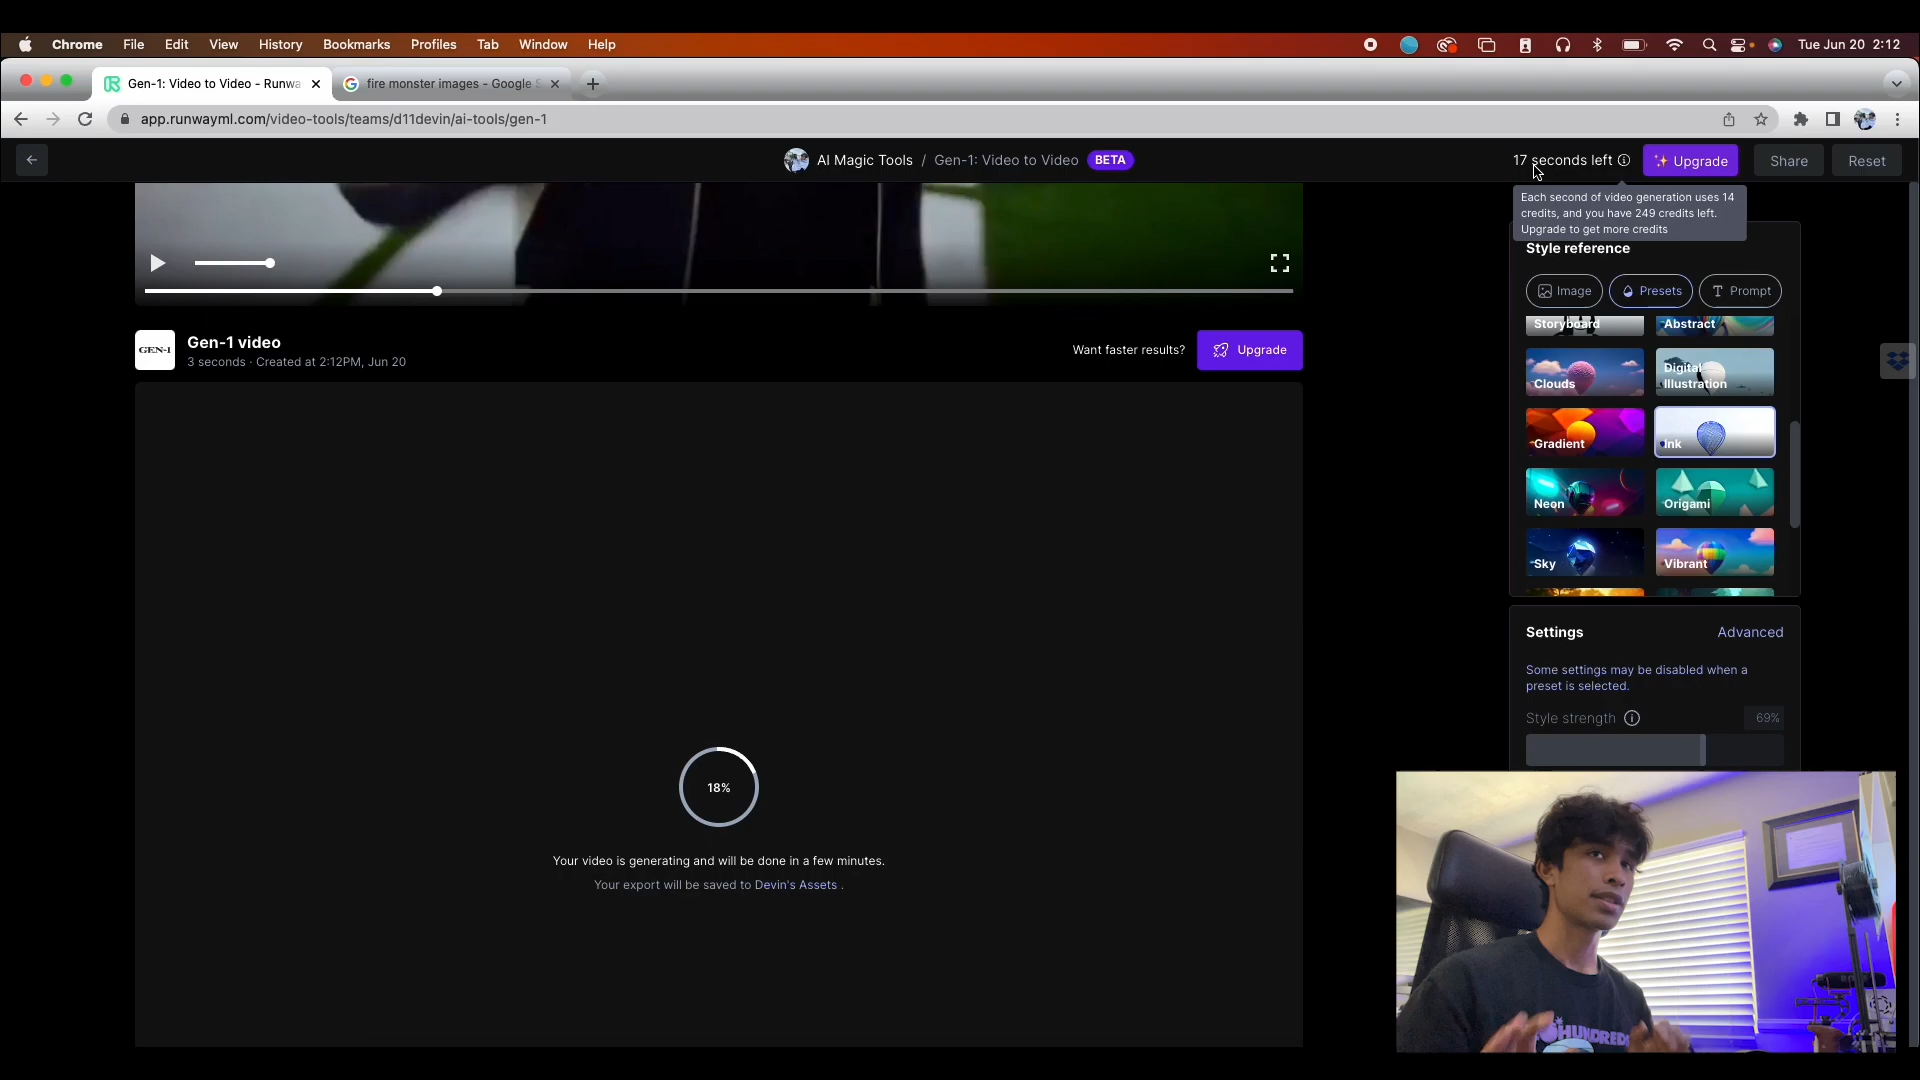 Chrome File Edit View History Bookmarks Profiles Tab Window Help Tue Jun 20 2:12
Gen-1: Video to Video - Runwa
fire monster images - Google S
app.runwayml.com/video-tools/teams/d11devin/ai-tools/gen-1
AI Magic Tools / Gen-1: Video to Video BETA
17 seconds left
Upgrade
Share
Reset
Each second of video generation uses 14
credits, and you have 249 credits left.
Upgrade to get more credits
Style reference
Image
Presets
Prompt
Storyboard
Abstract
Clouds
Digital
Illustration
Gradient
Ink
Neon
Origami
Sky
Vibrant
GEN-1
Gen-1 video
3 seconds · Created at 2:12PM, Jun 20
Want faster results?
Upgrade
18%
Your video is generating and will be done in a few minutes.
Your export will be saved to Devin's Assets .
Settings
Advanced
Some settings may be disabled when a
preset is selected.
Style strength
69%
HUNDREDS